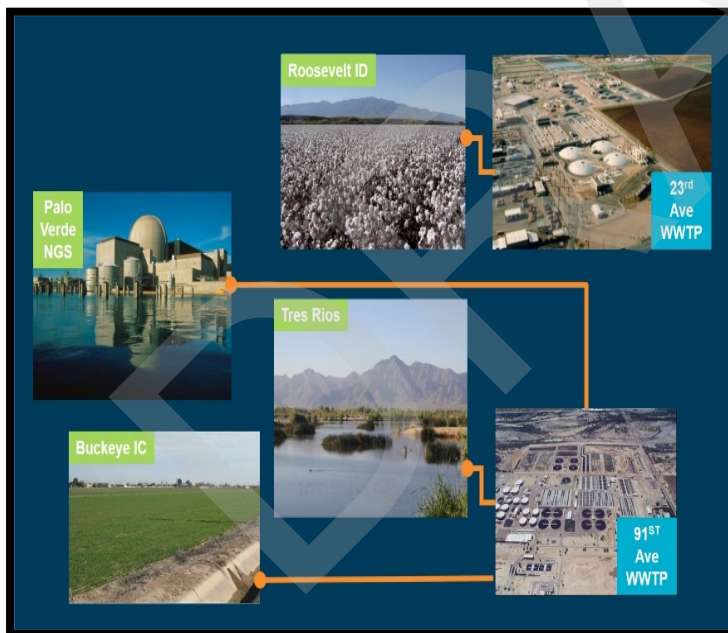 Roosevelt ID
23rd
Ave
WWTP
Palo
Verde
NGS
Tres Rios
Buckeye IC
91ST
Ave
WWTP